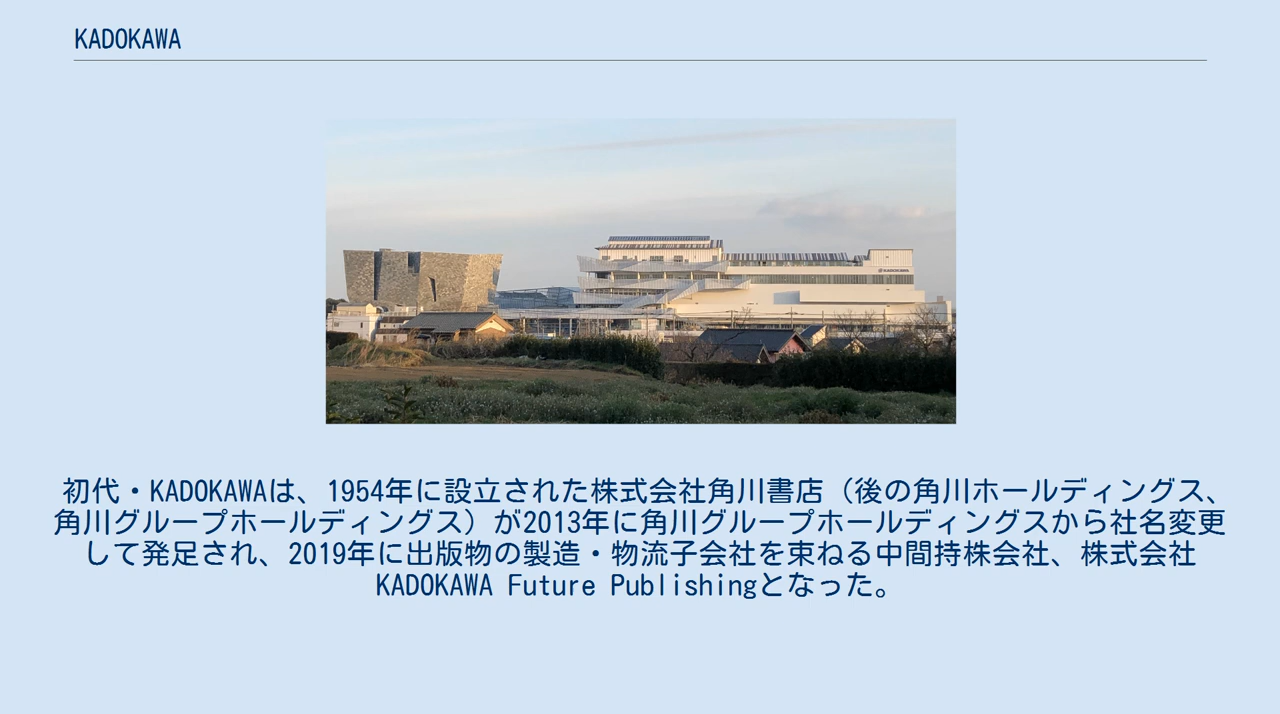 KADOKAWA
初代・KADOKAWAは、1954年に設立された株式会社角川書店（後の角川ホールディングス、
角川グループホールディングス）が2013年に角川グループホールディングスから社名変更
して発足され、2019年に出版物の製造・物流子会社を束ねる中間持株会社、株式会社
KADOKAWA Future Publishingとなった。